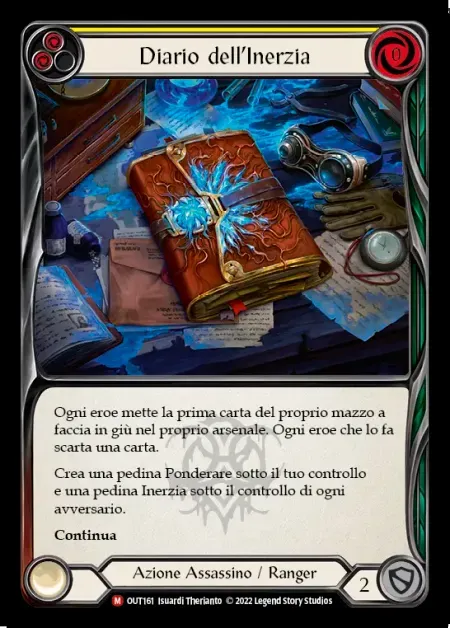 Diario dell'Inerzia
0
Ogni eroe mette la prima carta del proprio mazzo a
faccia in giù nel proprio arsenale. Ogni eroe che lo fa
scarta una carta.
Crea una pedina Ponderare sotto il tuo controllo
e una pedina Inerzia sotto il controllo di ogni
avversario.
Continua
Azione Assassino / Ranger
2
M OUT161 Isuardi Therianto © 2022 Legend Story Studios